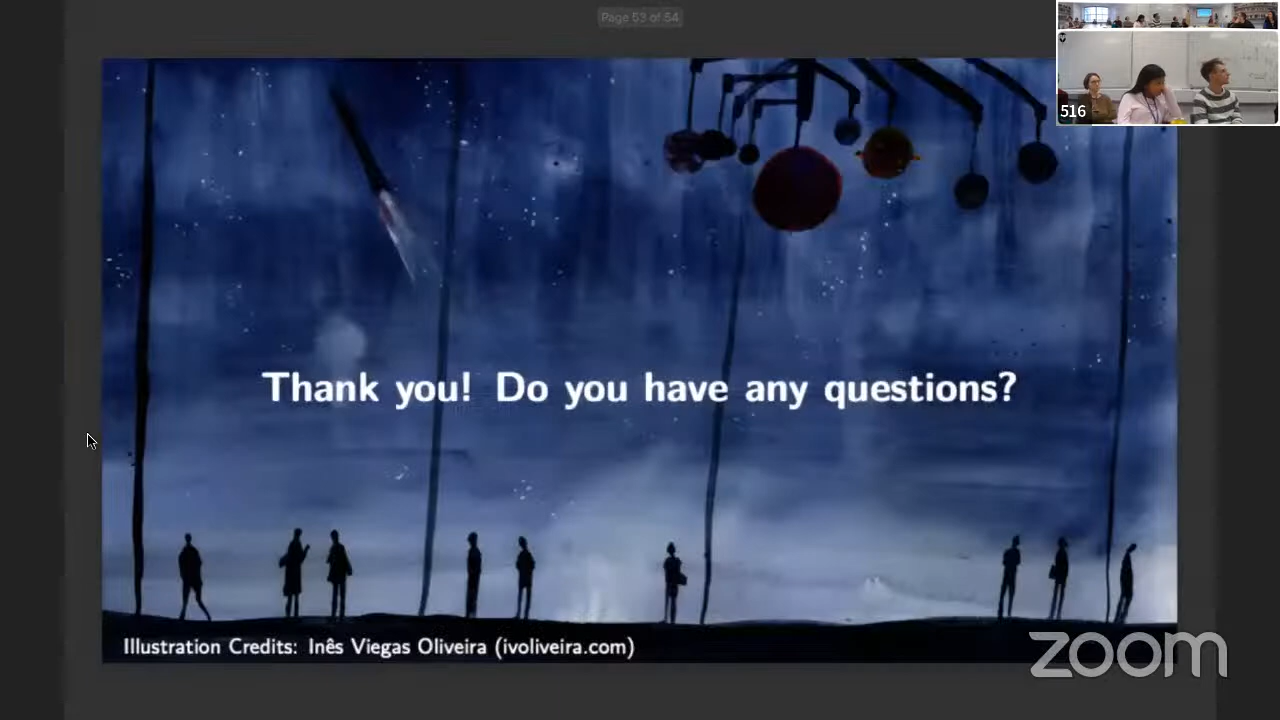 Page 53 of 54
516
Thank you! Do you have any questions?
Illustration Credits: Inês Viegas Oliveira (ivoliveira.com)
zoom